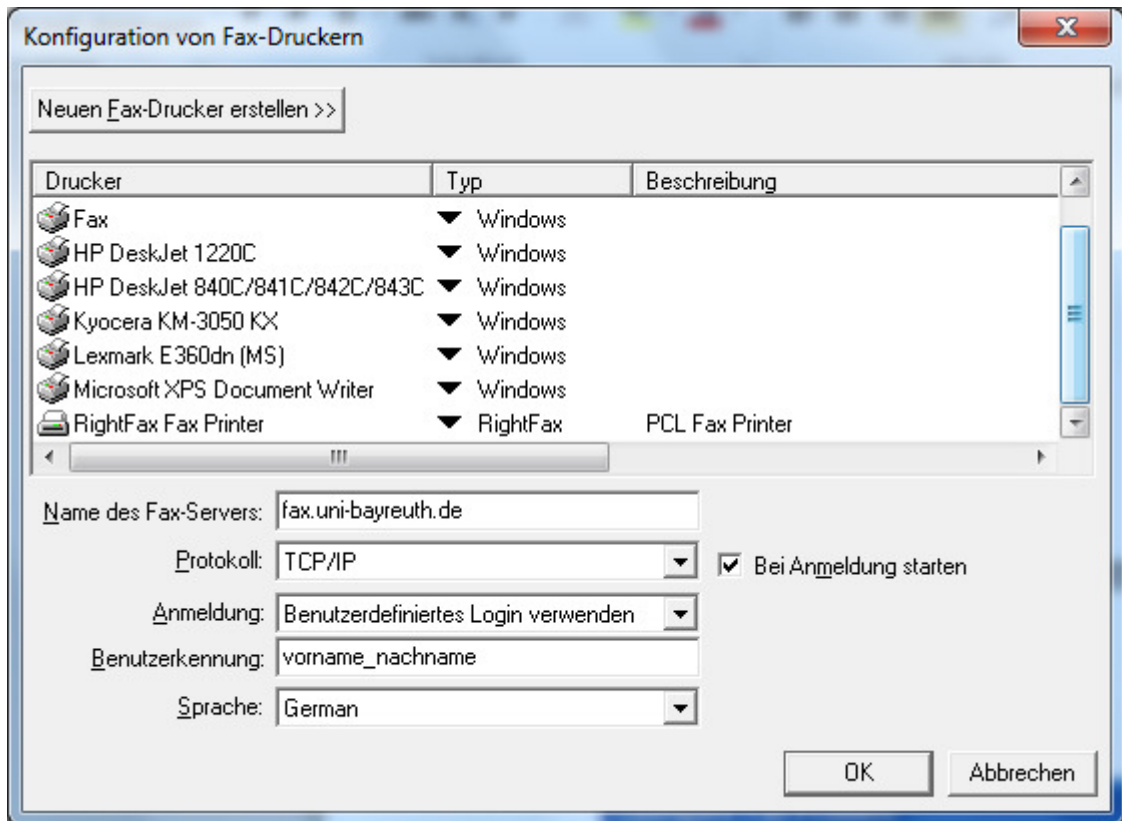 Konfiguration von Fax-Druckern
Neuen Fax-Drucker erstellen >>
Drucker Typ Beschreibung
Fax Windows
HP DeskJet 1220C Windows
HP DeskJet 840C/841C/842C/843C Windows
Kyocera KM-3050 KX Windows
Lexmark E360dn (MS) Windows
Microsoft XPS Document Writer Windows
RightFax Fax Printer RightFax PCL Fax Printer
Name des Fax-Servers: fax.uni-bayreuth.de
Protokoll: TCP/IP Bei Anmeldung starten
Anmeldung: Benutzerdefiniertes Login verwenden
Benutzerkennung: vorname_nachname
Sprache: German
OK Abbrechen